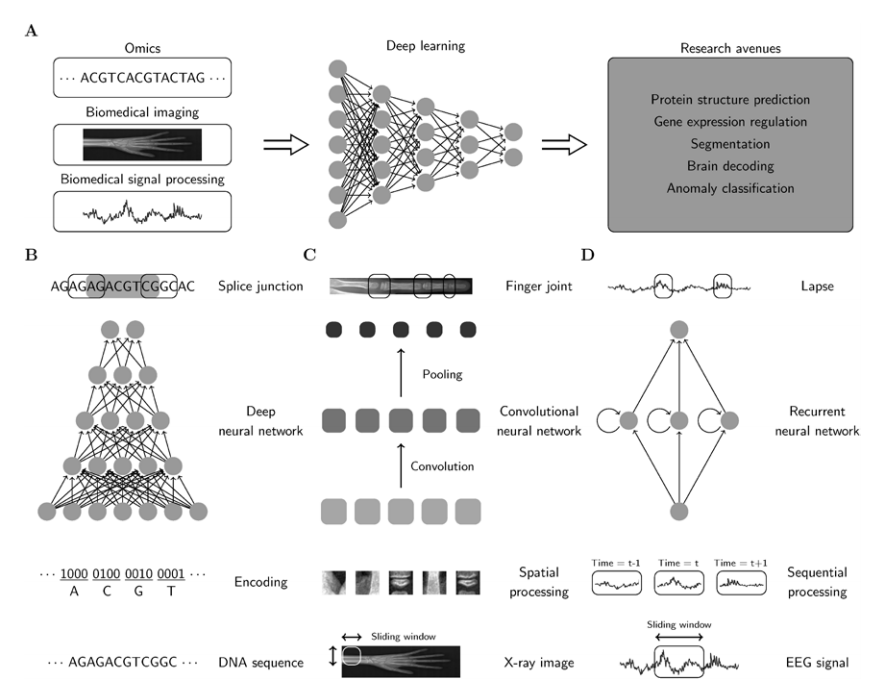 A
Omics
Deep learning
Research avenues
··· ACGTCACGTACTAG ···
Biomedical imaging
Biomedical signal processing
Protein structure prediction
Gene expression regulation
Segmentation
Brain decoding
Anomaly classification
B
AGAGAGACGTCGGCAC
Splice junction
Deep
neural network
··· 1000 0100 0010 0001 ···
A C G T
Encoding
··· AGAGACGTCGGC ···
DNA sequence
C
Finger joint
Pooling
Convolutional
neural network
Convolution
Spatial
processing
Sliding window
X-ray image
D
Lapse
Recurrent
neural network
Time = t-1 Time = t Time = t+1
Sequential
processing
Sliding window
EEG signal